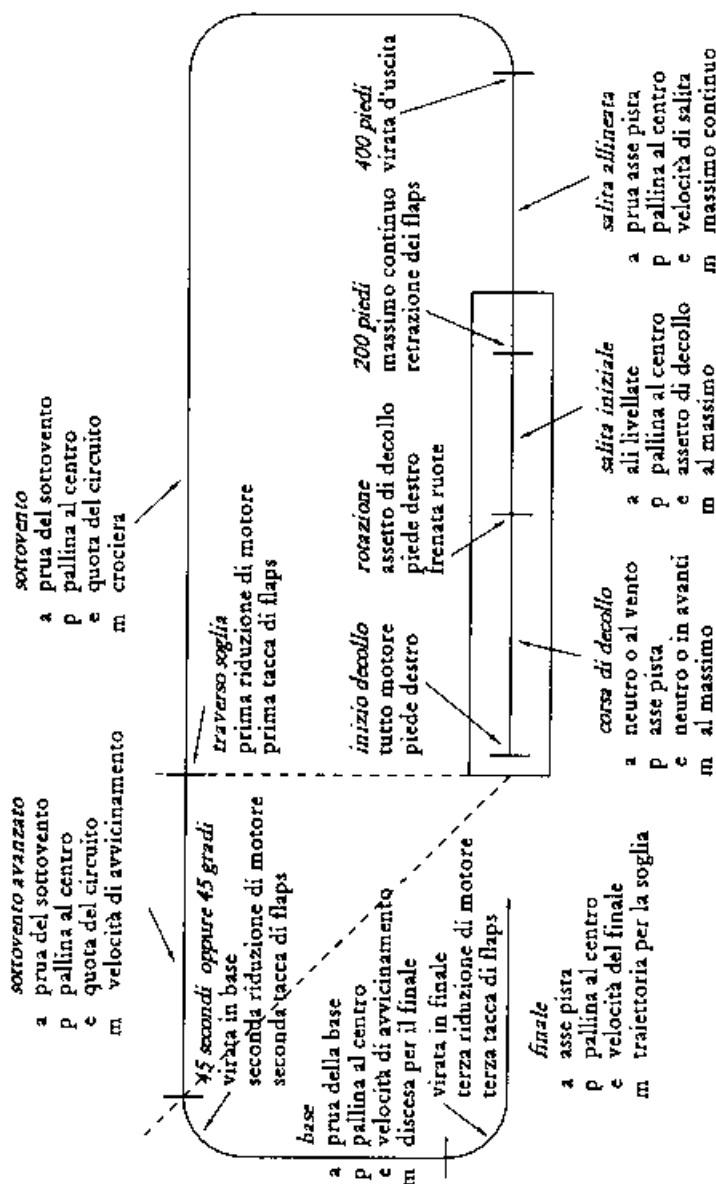 sottovento
a prua del sottovento
p pallina al centro
e quota del circuito
m crociera
sottovento avanzato
a prua del sottovento
p pallina al centro
e quota del circuito
m velocità di avvicinamento
traverso soglia
prima riduzione di motore
prima tacca di flaps
45 secondi oppure 45 gradi
virata in base
seconda riduzione di motore
seconda tacca di flaps
base
a prua della base
p pallina al centro
e velocità di avvicinamento
m discesa per il finale
virata in finale
terza riduzione di motore
terza tacca di flaps
finale
a asse pista
p pallina al centro
e velocità del finale
m traiettoria per la soglia
inizio decollo
tutto motore
piede destro
rotazione
assetto di decollo
piede destro
frenata ruote
200 piedi
massimo continuo
retrazione dei flaps
400 piedi
virata d'uscita
corsa di decollo
a neutro o al vento
p asse pista
e neutro o in avanti
m al massimo
salita iniziale
a ali livellate
p pallina al centro
e assetto di decollo
m al massimo
salita allineata
a prua asse pista
p pallina al centro
e velocità di salita
m massimo continuo